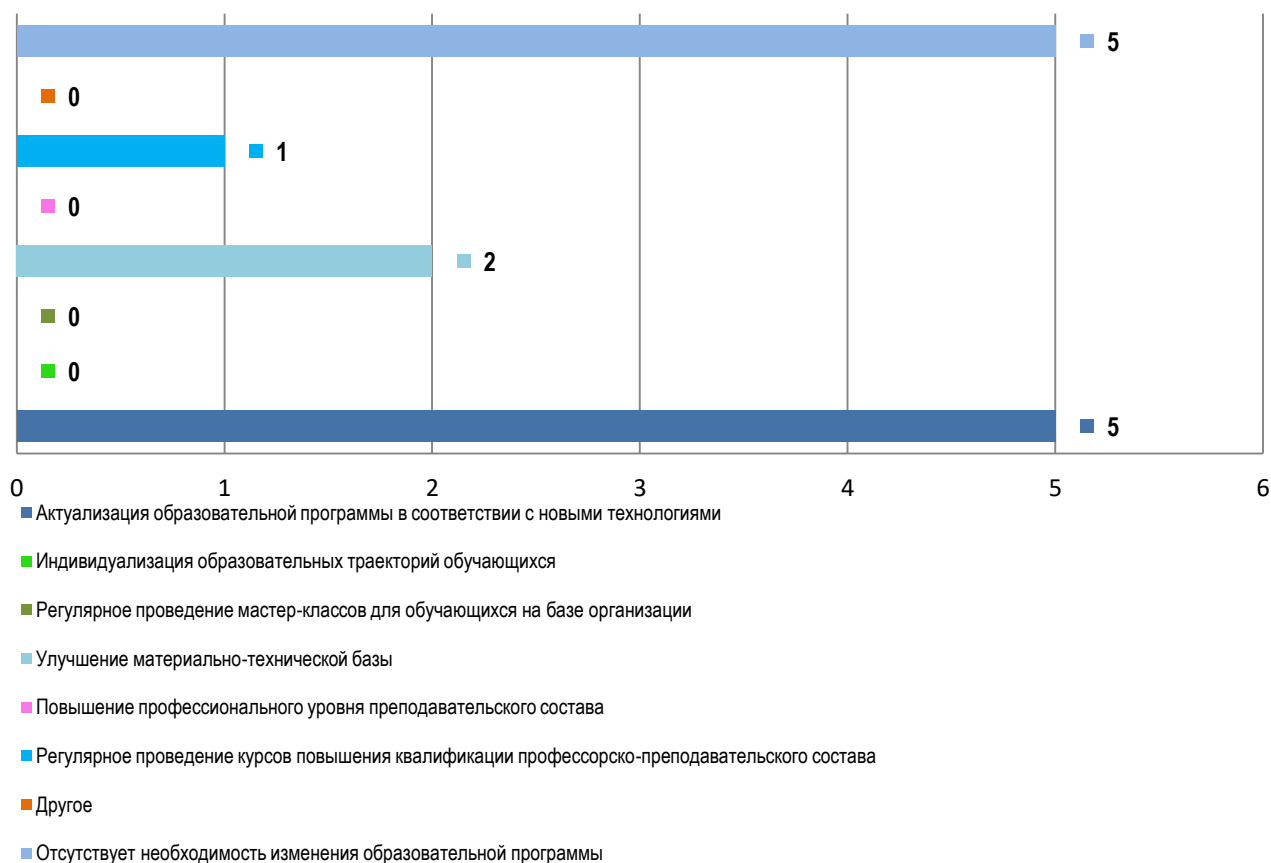 5
0
1
0
2
0
0
5
0 1 2 3 4 5 6
Актуализация образовательной программы в соответствии с новыми технологиями
Индивидуализация образовательных траекторий обучающихся
Регулярное проведение мастер-классов для обучающихся на базе организации
Улучшение материально-технической базы
Повышение профессионального уровня преподавательского состава
Регулярное проведение курсов повышения квалификации профессорско-преподавательского состава
Другое
Отсутствует необходимость изменения образовательной программы